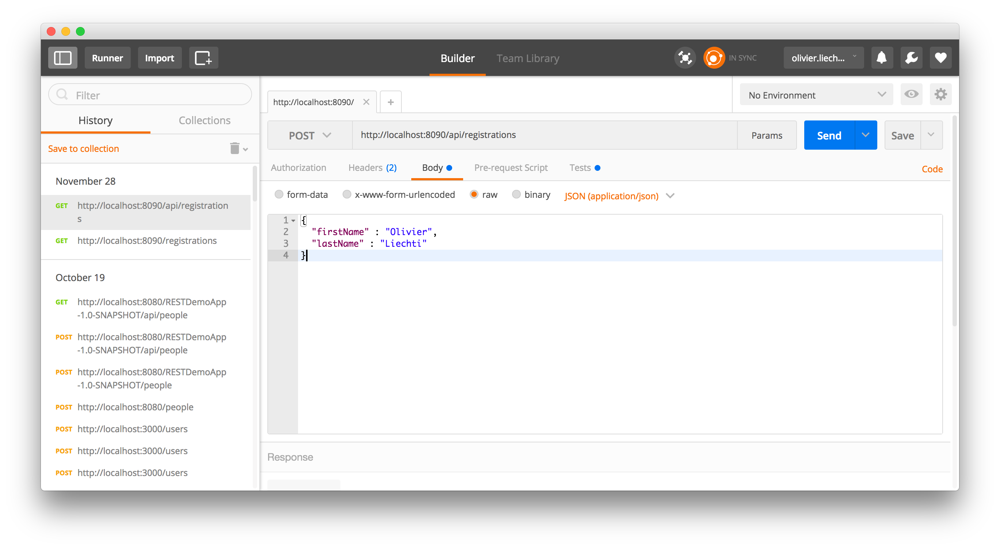 Runner
Import
Builder
Team Library
IN SYNC
olivier.liech...
Filter
History
Collections
Save to collection
November 28
GET http://localhost:8090/api/registration
s
GET http://localhost:8090/registrations
October 19
GET http://localhost:8080/RESTDemoApp
-1.0-SNAPSHOT/api/people
POST http://localhost:8080/RESTDemoApp
-1.0-SNAPSHOT/api/people
POST http://localhost:8080/RESTDemoApp
-1.0-SNAPSHOT/people
POST http://localhost:8080/people
POST http://localhost:3000/users
POST http://localhost:3000/users
POST http://localhost:3000/users
http://localhost:8090/
No Environment
POST
http://localhost:8090/api/registrations
Params
Send
Save
Authorization
Headers (2)
Body
Pre-request Script
Tests
Code
form-data
x-www-form-urlencoded
raw
binary
JSON (application/json)
1 {
2 "firstName" : "Olivier",
3 "lastName" : "Liechti"
4 }
Response